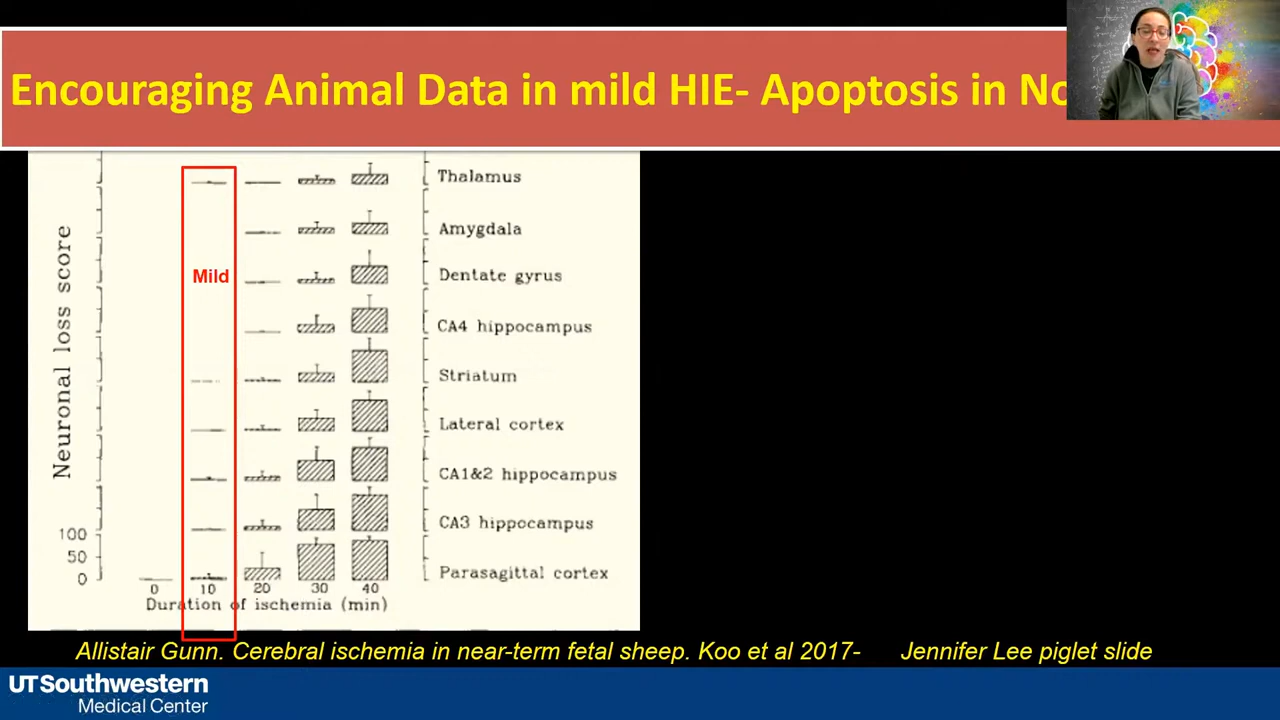 Encouraging Animal Data in mild HIE- Apoptosis in
Neuronal loss score
Thalamus
Amygdala
Mild
Dentate gyrus
CA4 hippocampus
Striatum
Lateral cortex
CA1&2 hippocampus
CA3 hippocampus
100
50
0
Parasagittal cortex
0 10 20 30 40
Duration of ischemia (min)
Allistair Gunn. Cerebral ischemia in near-term fetal sheep. Koo et al 2017- Jennifer Lee piglet slide
UTSouthwestern
Medical Center